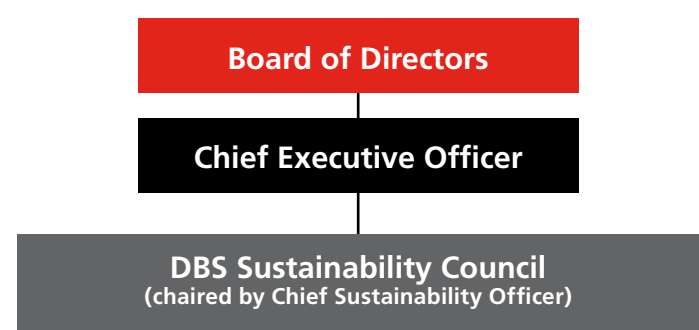 Board of Directors
Chief Executive Officer
DBS Sustainability Council
(chaired by Chief Sustainability Officer)